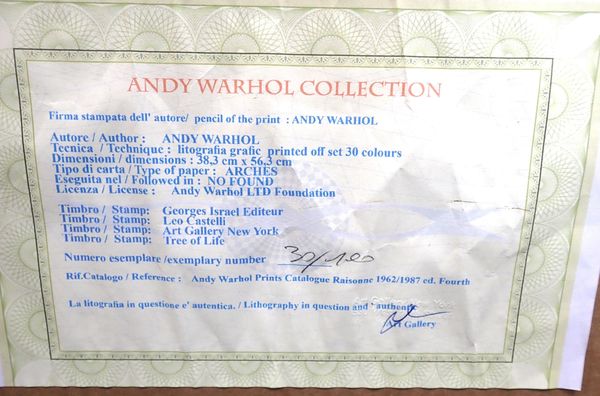 ANDY WARHOL COLLECTION
Firma stampata dell' autore/ pencil of the print : ANDY WARHOL
Autore / Author : ANDY WARHOL
Tecnica / Technique : litografia grafic printed off set 30 colours
Dimensioni / dimensions : 38,3 cm x 56,3 cm
Tipo di carta / Type of paper : ARCHES
Eseguita nel / Followed in : NO FOUND
Licenza / License : Andy Warhol LTD Foundation
Timbro / Stamp: Georges Israel Editeur
Timbro / Stamp: Leo Castelli
Timbro / Stamp: Art Gallery New York
Timbro / Stamp: Tree of Life
Numero esemplare /exemplary number 30/100
Rif.Catalogo / Reference : Andy Warhol Prints Catalogue Raisonne 1962/1987 ed. Fourth
La litografia in questione e' autentica. / Lithography in question and authentic
Art Gallery